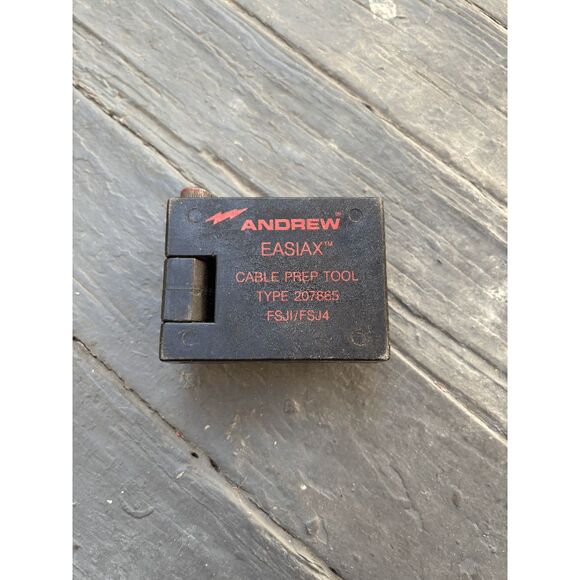 ANDREW®
EASIAX™
CABLE PREP TOOL
TYPE 207865
FSJ1/FSJ4